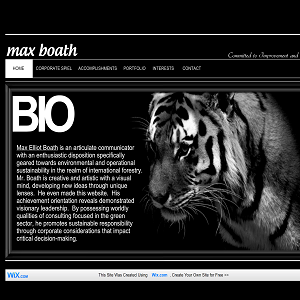 max boath
Committed to Improvement and
HOME CORPORATE SPIEL ACCOMPLISHMENTS PORTFOLIO INTERESTS CONTACT
BIO
Max Elliot Boath is an articulate communicator
with an enthusiastic disposition specifically
geared towards environmental and operational
sustainability in the realm of international forestry.
Mr. Boath is creative and artistic with a visual
mind, developing new ideas through unique
lenses. He even made this website. His
achievement orientation reveals demonstrated
visionary leadership. By possessing worldly
qualities of consulting focused in the green
sector, he promotes sustainable responsibility
through corporate considerations that impact
critical decision-making.
WiX.com This Site Was Created Using Wix.com . Create Your Own Site for Free >>